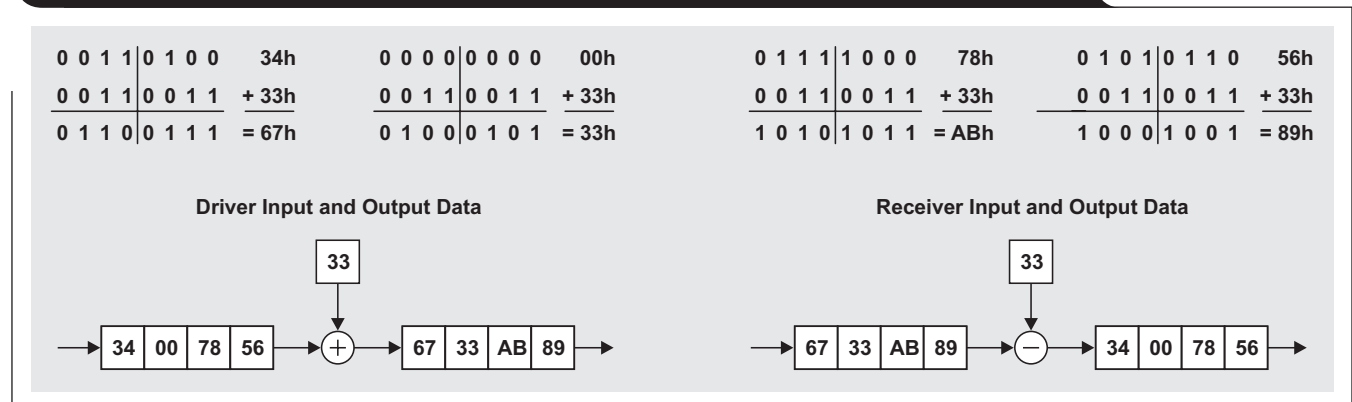 0 0 1 1 0 1 0 0 34h
0 0 1 1 0 0 1 1 + 33h
0 1 1 0 0 1 1 1 = 67h
0 0 0 0 0 0 0 0 00h
0 0 1 1 0 0 1 1 + 33h
0 1 0 0 0 1 0 1 = 33h
0 1 1 1 1 0 0 0 78h
0 0 1 1 0 0 1 1 + 33h
1 0 1 0 1 0 1 1 = ABh
0 1 0 1 0 1 1 0 56h
0 0 1 1 0 0 1 1 + 33h
1 0 0 0 1 0 0 1 = 89h
Driver Input and Output Data
33
34 00 78 56 + 67 33 AB 89
Receiver Input and Output Data
33
67 33 AB 89 − 34 00 78 56